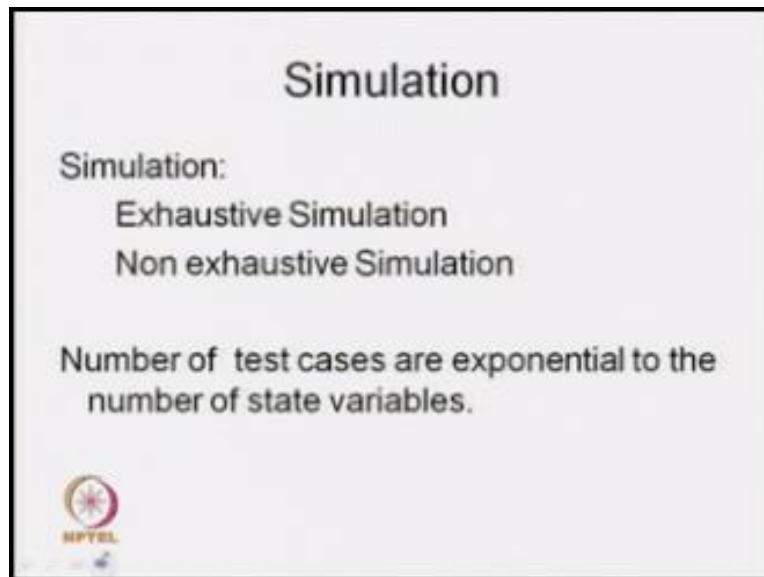 Simulation
Simulation:
Exhaustive Simulation
Non exhaustive Simulation
Number of test cases are exponential to the
number of state variables.
NPTEL